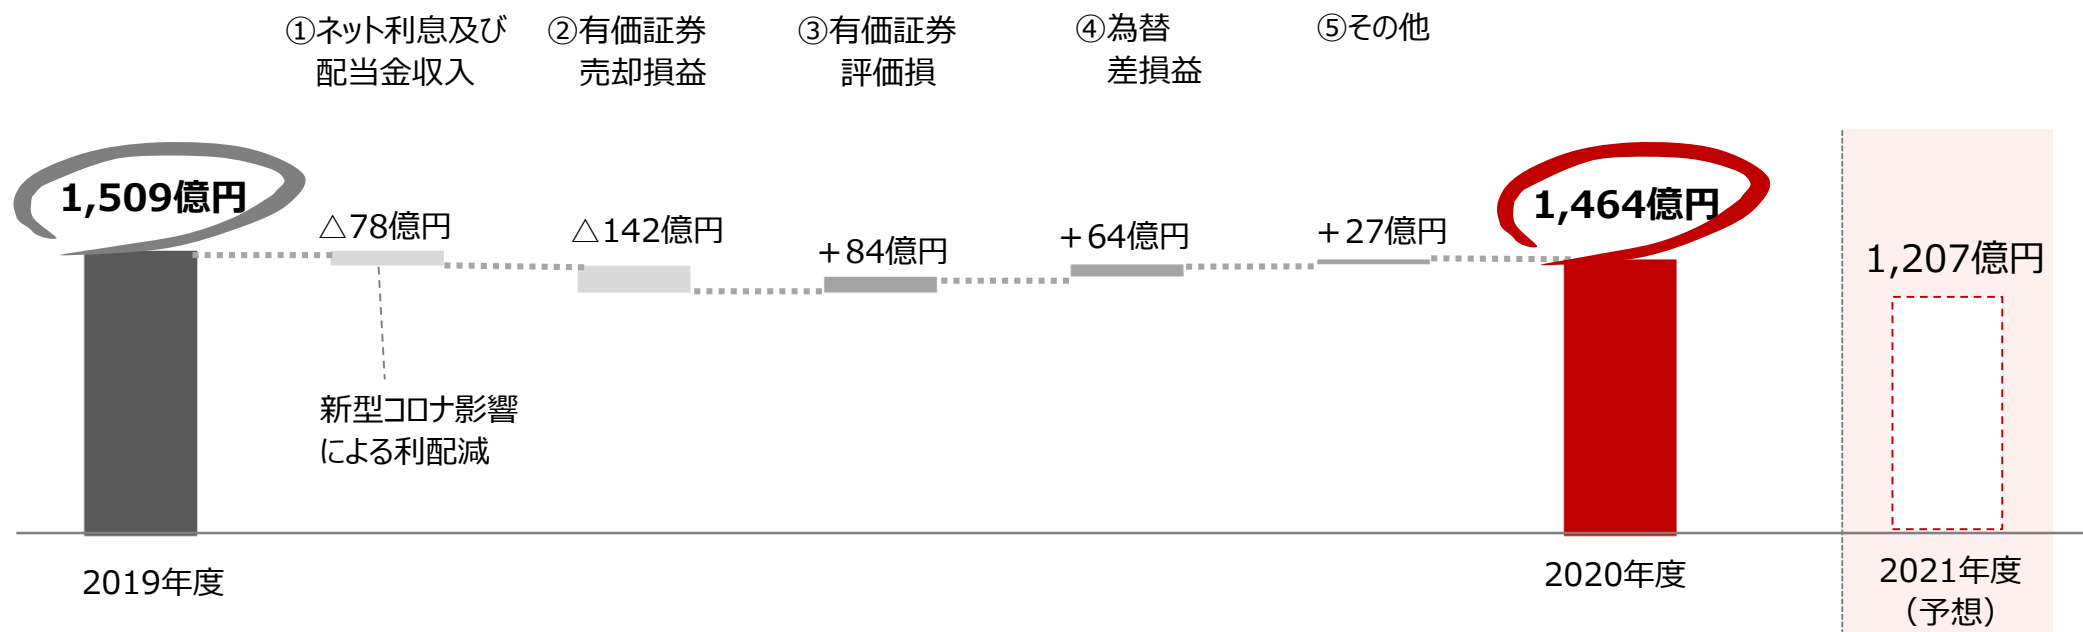 ①ネット利息及び
配当金収入
②有価証券
売却損益
③有価証券
評価損
④為替
差損益
⑤その他
1,509億円
△78億円
△142億円
+84億円
+64億円
+27億円
1,464億円
1,207億円
新型コロナ影響
による利配減
2019年度
2020年度
2021年度
(予想)